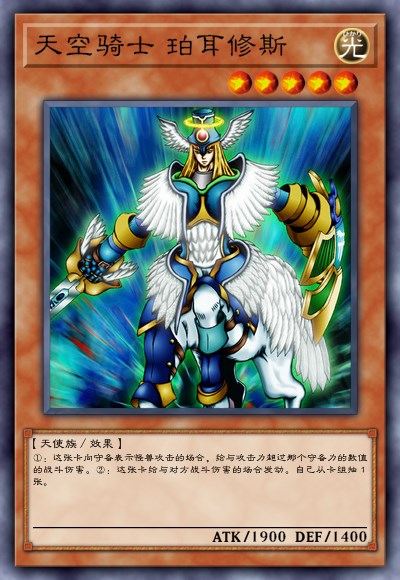 天空骑士 珀耳修斯
光
【天使族／效果】
①：这张卡向守备表示怪兽攻击的场合，给与攻击力超过那个守备力的数值
的战斗伤害。②：这张卡给与对方战斗伤害的场合发动。自己从卡组抽１
张。
ATK/1900 DEF/1400